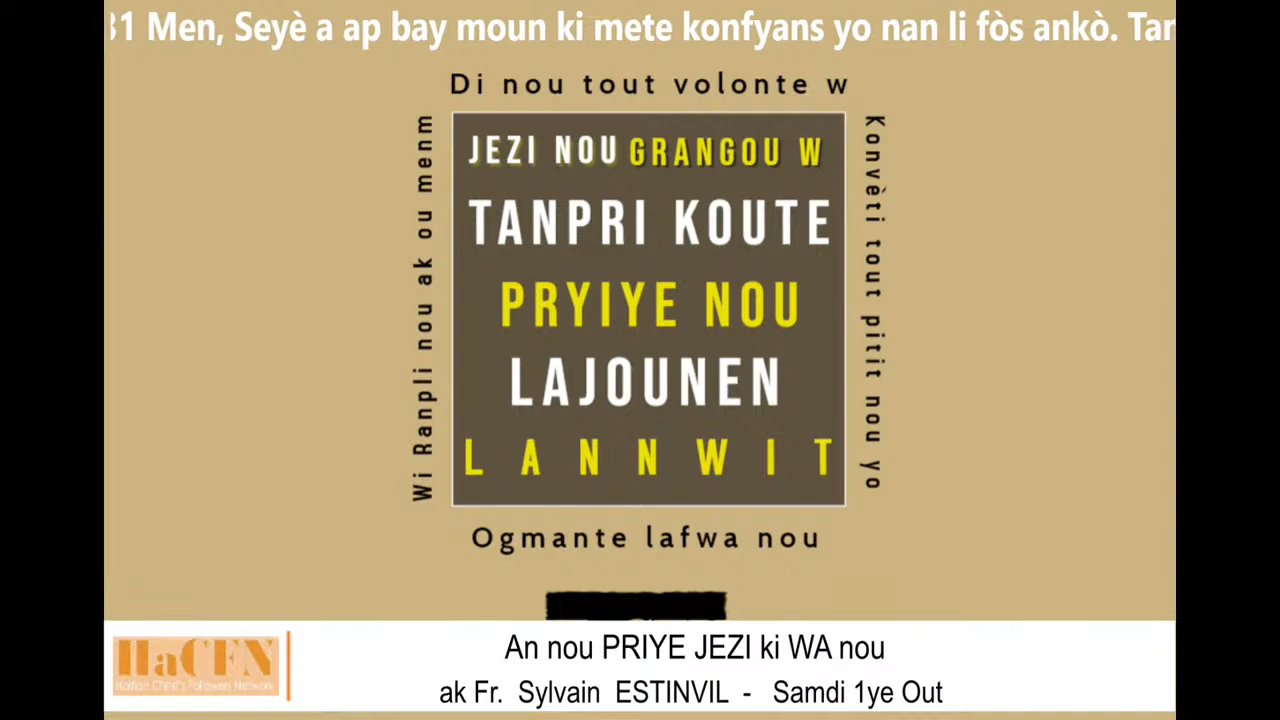 31 Men, Seyè a ap bay moun ki mete konfyans yo nan li fòs ankò. Tan
Di nou tout volonte w
Wi Ranpli nou ak ou menm
JEZI NOU GRANGOU W
TANPRI KOUTE
PRYIYE NOU
LAJOUNEN
LANNWIT
Konvèti tout pitit nou yo
Ogmante lafwa nou
HaCFN
Haitian Christ's Followers Network
An nou PRIYE JEZI ki WA nou
ak Fr. Sylvain ESTINVIL - Samdi 1ye Out